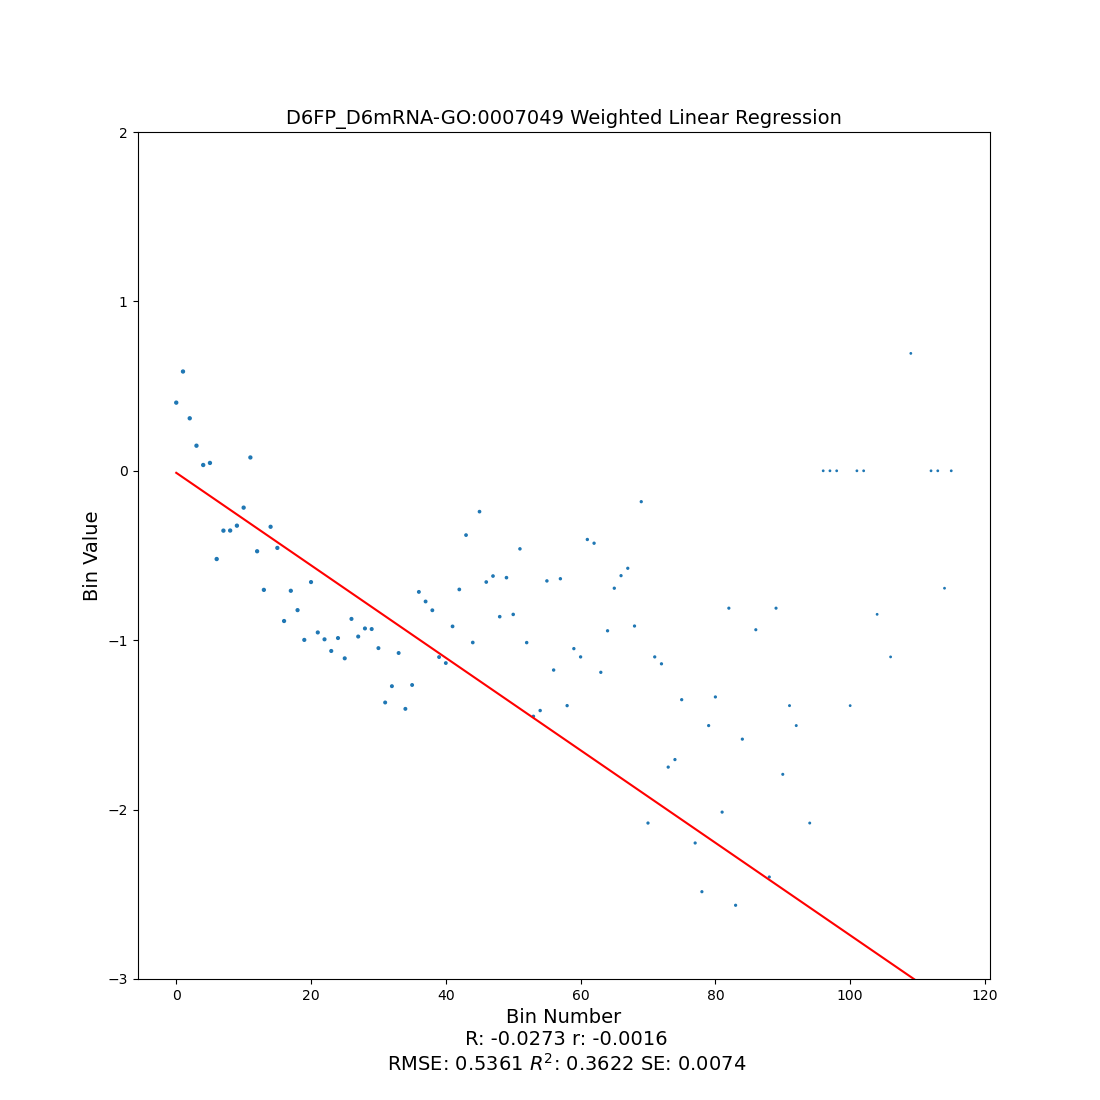 D6FP_D6mRNA-GO:0007049 Weighted Linear Regression
2
1
0
−1
−2
−3
Bin Value
0 20 40 60 80 100 120
Bin Number
R: -0.0273 r: -0.0016
RMSE: 0.5361 R²: 0.3622 SE: 0.0074